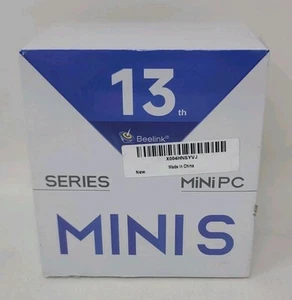 13th
Beelink®
X004HNSYVJ
New
Made in China
SERIES
MiNi PC
MINI S